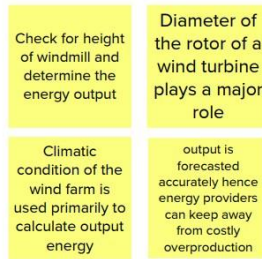 Check for height
of windmill and
determine the
energy output
Diameter of
the rotor of a
wind turbine
plays a major
role
Climatic
condition of the
wind farm is
used primarily to
calculate output
energy
output is
forecasted
accurately hence
energy providers
can keep away
from costly
overproduction